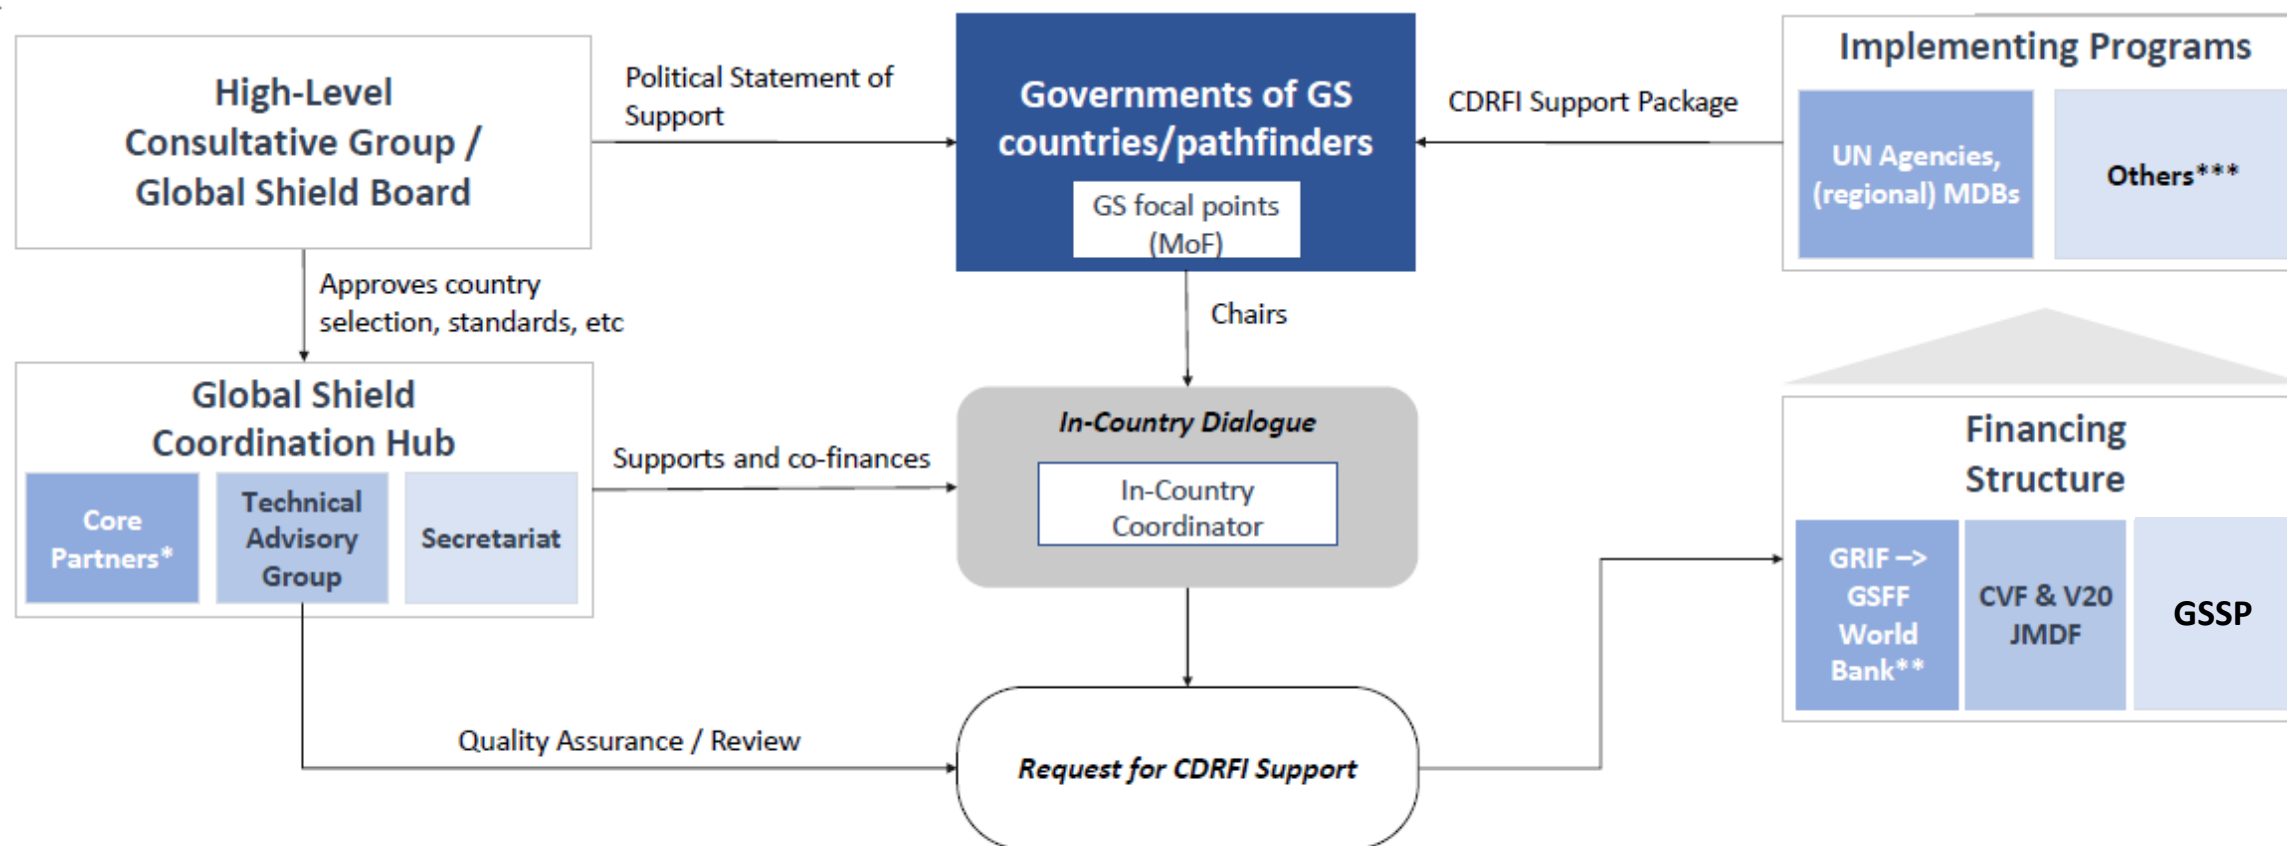 High-Level
Consultative Group /
Global Shield Board
Political Statement of
Support
Governments of GS
countries/pathfinders
GS focal points
(MoF)
CDRFI Support Package
Implementing Programs
UN Agencies,
(regional) MDBs
Others***
Approves country
selection, standards, etc
Chairs
Global Shield
Coordination Hub
Core
Partners*
Technical
Advisory
Group
Secretariat
Supports and co-finances
In-Country Dialogue
In-Country
Coordinator
Financing
Structure
GRIF –>
GSFF
World
Bank**
CVF & V20
JMDF
GSSP
Quality Assurance / Review
Request for CDRFI Support